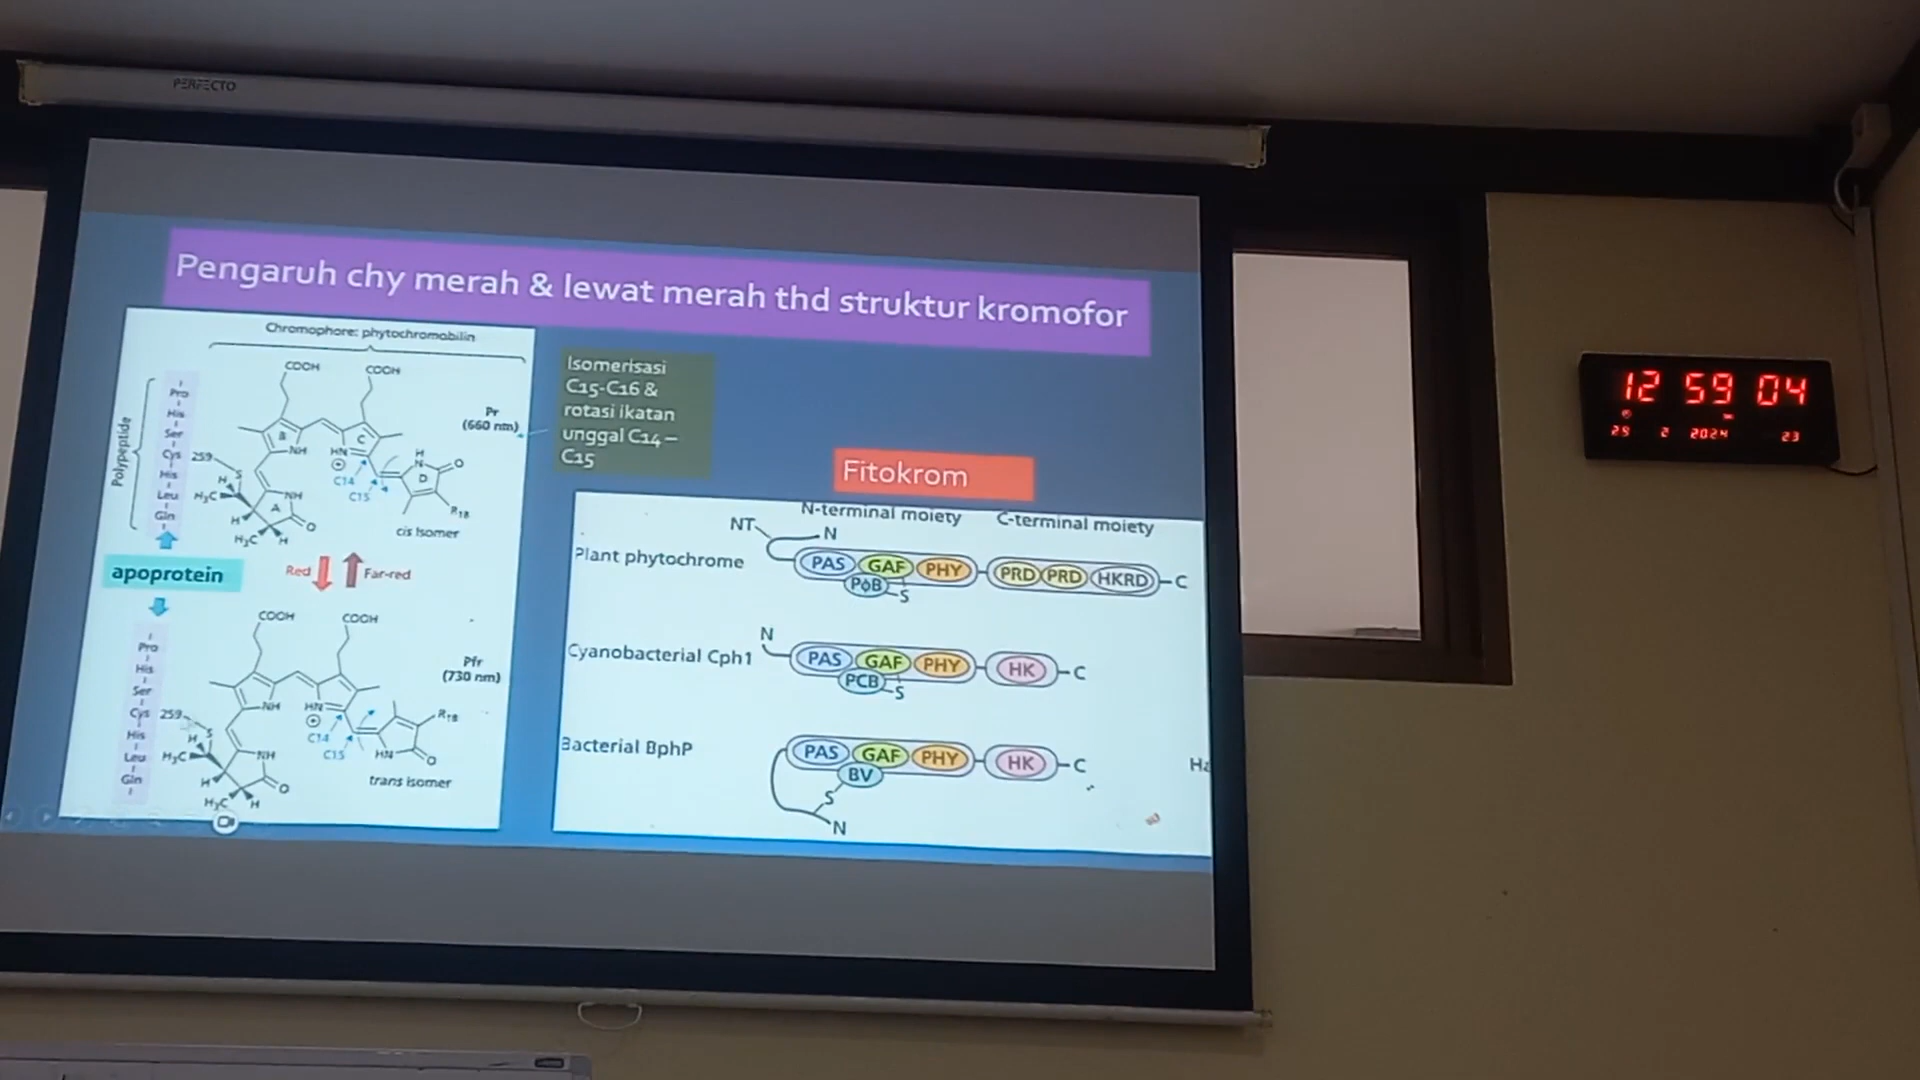 PERFECTO
Pengaruh chy merah & lewat merah thd struktur kromofor
Chromophore: phytochromobilin
COOH
COOH
Polypeptide
Pro
His
Ser
Cys 259
His
Leu
Gln
S
H
H₃C
H
H₃C
H
A
NH
O
B
NH
C
HN
C14
C15
H
N
O
D
R₁₈
Pr
(660 nm)
cis isomer
apoprotein
Red
Far-red
COOH
COOH
Pro
His
Ser
Cys 259
His
Leu
Gln
S
H
H₃C
H
H₃C
H
NH
O
NH
HN
C14
C15
HN
O
R₁₈
Pfr
(730 nm)
trans isomer
Isomerisasi
C15-C16 &
rotasi ikatan
unggal C14 –
C15
Fitokrom
N-terminal moiety
C-terminal moiety
NT
N
Plant phytochrome
PAS GAF PHY PRD PRD HKRD C
PΦB S
N
Cyanobacterial Cph1
PAS GAF PHY HK C
PCB S
Bacterial BphP
PAS GAF PHY HK C
BV
S
N
Ha
12 59 04
29 2 2024 23